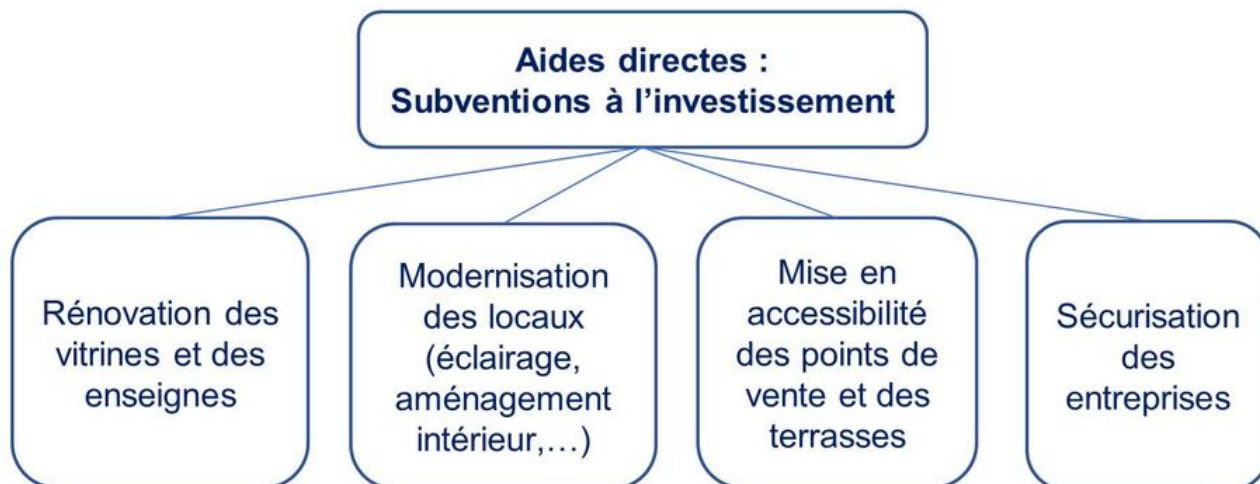 Aides directes :
Subventions à l’investissement
Rénovation des
vitrines et des
enseignes
Modernisation
des locaux
(éclairage,
aménagement
intérieur,…)
Mise en
accessibilité
des points de
vente et des
terrasses
Sécurisation
des
entreprises